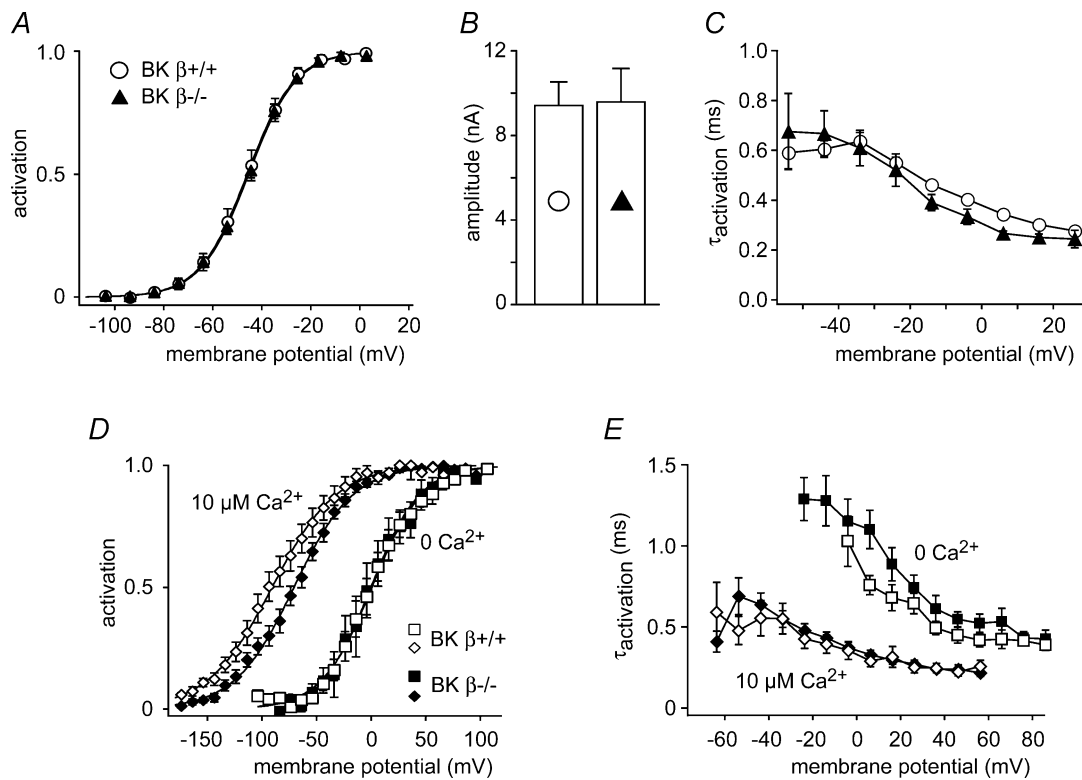 A
activation
1.0
0.5
0
BK β+/+
BK β-/-
-100 -80 -60 -40 -20 0 20
membrane potential (mV)
B
amplitude (nA)
12
8
4
0
C
τactivation (ms)
1.0
0.8
0.6
0.4
0.2
0.0
-40 -20 0 20
membrane potential (mV)
D
activation
1.0
0.5
0
10 µM Ca2+
0 Ca2+
BK β+/+
BK β-/-
-150 -100 -50 0 50 100
membrane potential (mV)
E
τactivation (ms)
1.5
1.0
0.5
0
0 Ca2+
10 µM Ca2+
-60 -40 -20 0 20 40 60 80
membrane potential (mV)